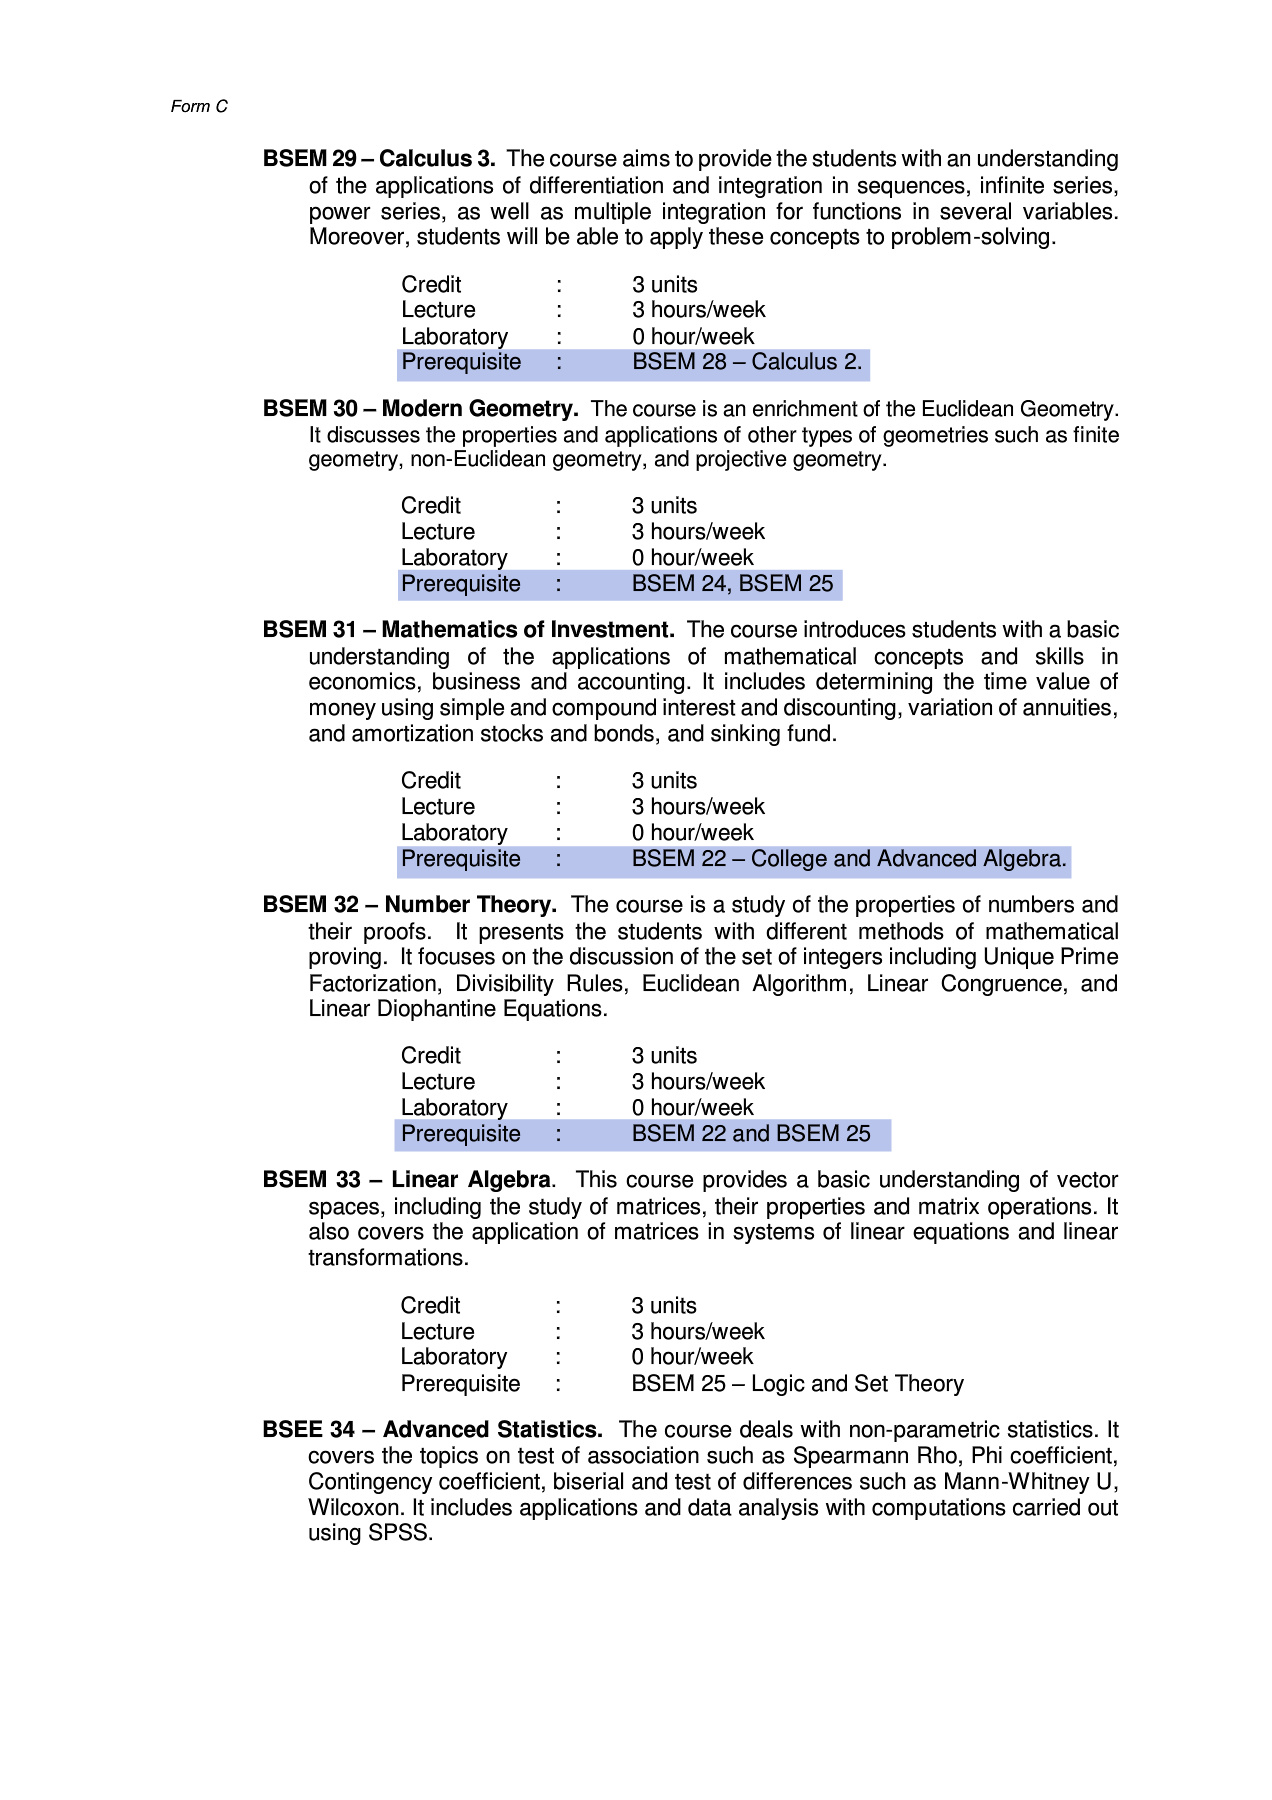 Form C
BSEM 29 – Calculus 3. The course aims to provide the students with an understanding
of the applications of differentiation and integration in sequences, infinite series,
power series, as well as multiple integration for functions in several variables.
Moreover, students will be able to apply these concepts to problem-solving.
Credit : 3 units
Lecture : 3 hours/week
Laboratory : 0 hour/week
Prerequisite : BSEM 28 – Calculus 2.
BSEM 30 – Modern Geometry. The course is an enrichment of the Euclidean Geometry.
It discusses the properties and applications of other types of geometries such as finite
geometry, non-Euclidean geometry, and projective geometry.
Credit : 3 units
Lecture : 3 hours/week
Laboratory : 0 hour/week
Prerequisite : BSEM 24, BSEM 25
BSEM 31 – Mathematics of Investment. The course introduces students with a basic
understanding of the applications of mathematical concepts and skills in
economics, business and accounting. It includes determining the time value of
money using simple and compound interest and discounting, variation of annuities,
and amortization stocks and bonds, and sinking fund.
Credit : 3 units
Lecture : 3 hours/week
Laboratory : 0 hour/week
Prerequisite : BSEM 22 – College and Advanced Algebra.
BSEM 32 – Number Theory. The course is a study of the properties of numbers and
their proofs. It presents the students with different methods of mathematical
proving. It focuses on the discussion of the set of integers including Unique Prime
Factorization, Divisibility Rules, Euclidean Algorithm, Linear Congruence, and
Linear Diophantine Equations.
Credit : 3 units
Lecture : 3 hours/week
Laboratory : 0 hour/week
Prerequisite : BSEM 22 and BSEM 25
BSEM 33 – Linear Algebra. This course provides a basic understanding of vector
spaces, including the study of matrices, their properties and matrix operations. It
also covers the application of matrices in systems of linear equations and linear
transformations.
Credit : 3 units
Lecture : 3 hours/week
Laboratory : 0 hour/week
Prerequisite : BSEM 25 – Logic and Set Theory
BSEE 34 – Advanced Statistics. The course deals with non-parametric statistics. It
covers the topics on test of association such as Spearmann Rho, Phi coefficient,
Contingency coefficient, biserial and test of differences such as Mann-Whitney U,
Wilcoxon. It includes applications and data analysis with computations carried out
using SPSS.